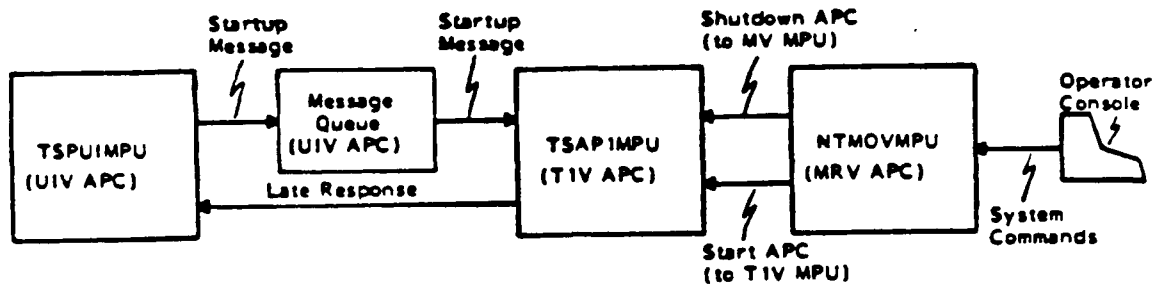 Startup
Message
Startup
Message
Shutdown APC
(to MV MPU)
Operator
Console
Message
Queue
(UIV APC)
TSPUIMPU
(UIV APC)
TSAP1MPU
(T1V APC)
NTMOVMPU
(MRV APC)
Late Response
System
Commands
Start APC
(to T1V MPU)